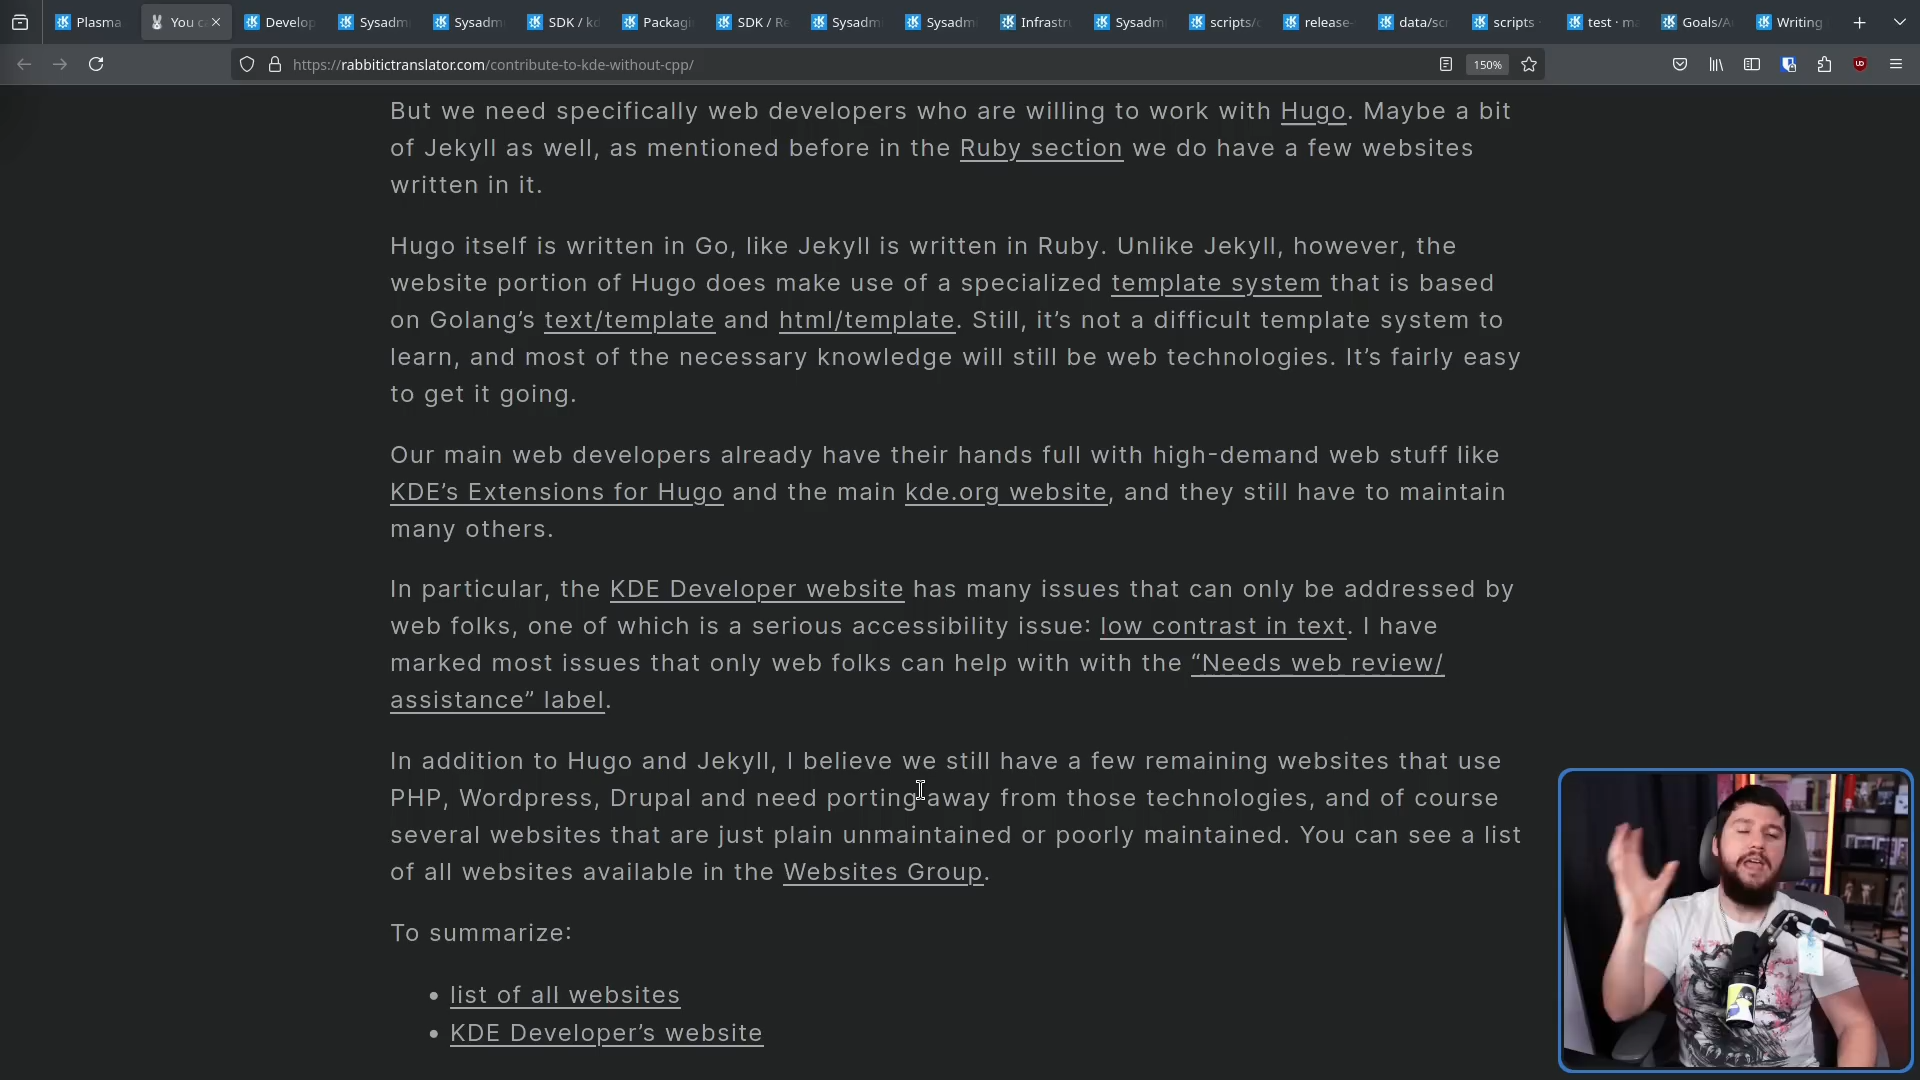 Plasma
You c
Develop
Sysadm
Sysadm
SDK / kd
Packagi
SDK / Re
Sysadm
Sysadm
Infrastru
Sysadm
scripts/c
release-
data/scr
scripts
test · m
Goals/A
Writing
https://rabbitictranslator.com/contribute-to-kde-without-cpp/
150%
But we need specifically web developers who are willing to work with Hugo. Maybe a bit
of Jekyll as well, as mentioned before in the Ruby section we do have a few websites
written in it.
Hugo itself is written in Go, like Jekyll is written in Ruby. Unlike Jekyll, however, the
website portion of Hugo does make use of a specialized template system that is based
on Golang’s text/template and html/template. Still, it’s not a difficult template system to
learn, and most of the necessary knowledge will still be web technologies. It’s fairly easy
to get it going.
Our main web developers already have their hands full with high-demand web stuff like
KDE’s Extensions for Hugo and the main kde.org website, and they still have to maintain
many others.
In particular, the KDE Developer website has many issues that can only be addressed by
web folks, one of which is a serious accessibility issue: low contrast in text. I have
marked most issues that only web folks can help with with the “Needs web review/
assistance” label.
In addition to Hugo and Jekyll, I believe we still have a few remaining websites that use
PHP, Wordpress, Drupal and need porting away from those technologies, and of course
several websites that are just plain unmaintained or poorly maintained. You can see a list
of all websites available in the Websites Group.
To summarize:
• list of all websites
• KDE Developer’s website